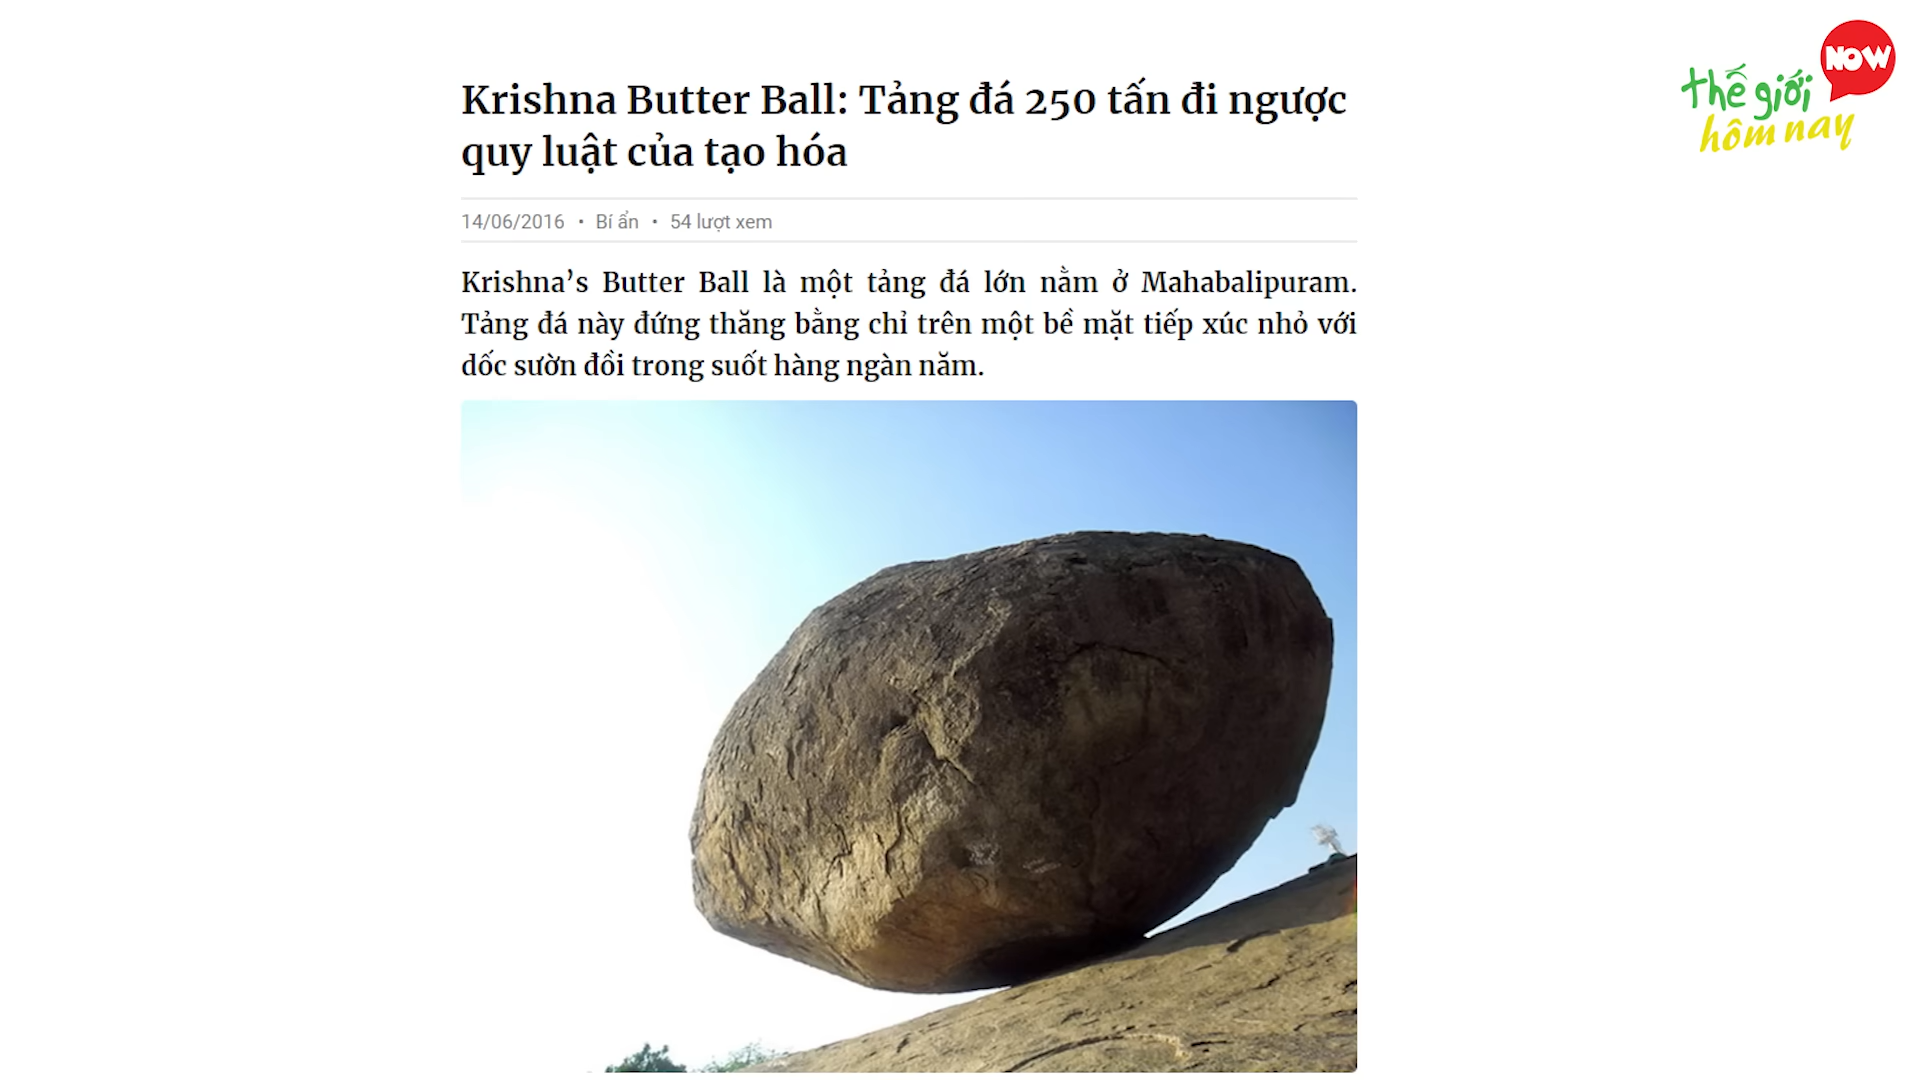 Krishna Butter Ball: Tảng đá 250 tấn đi ngược
quy luật của tạo hóa
14/06/2016 • Bí ẩn • 54 lượt xem
Krishna’s Butter Ball là một tảng đá lớn nằm ở Mahabalipuram.
Tảng đá này đứng thăng bằng chỉ trên một bề mặt tiếp xúc nhỏ với
dốc sườn đồi trong suốt hàng ngàn năm.
NOW
thế giới
hôm nay